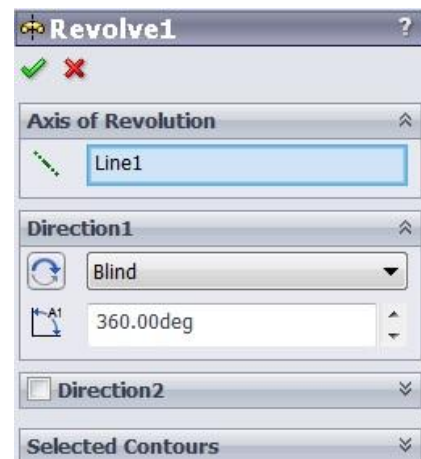 Revolve1 ?
Axis of Revolution
Line1
Direction1
Blind
A1
360.00deg
Direction2
Selected Contours